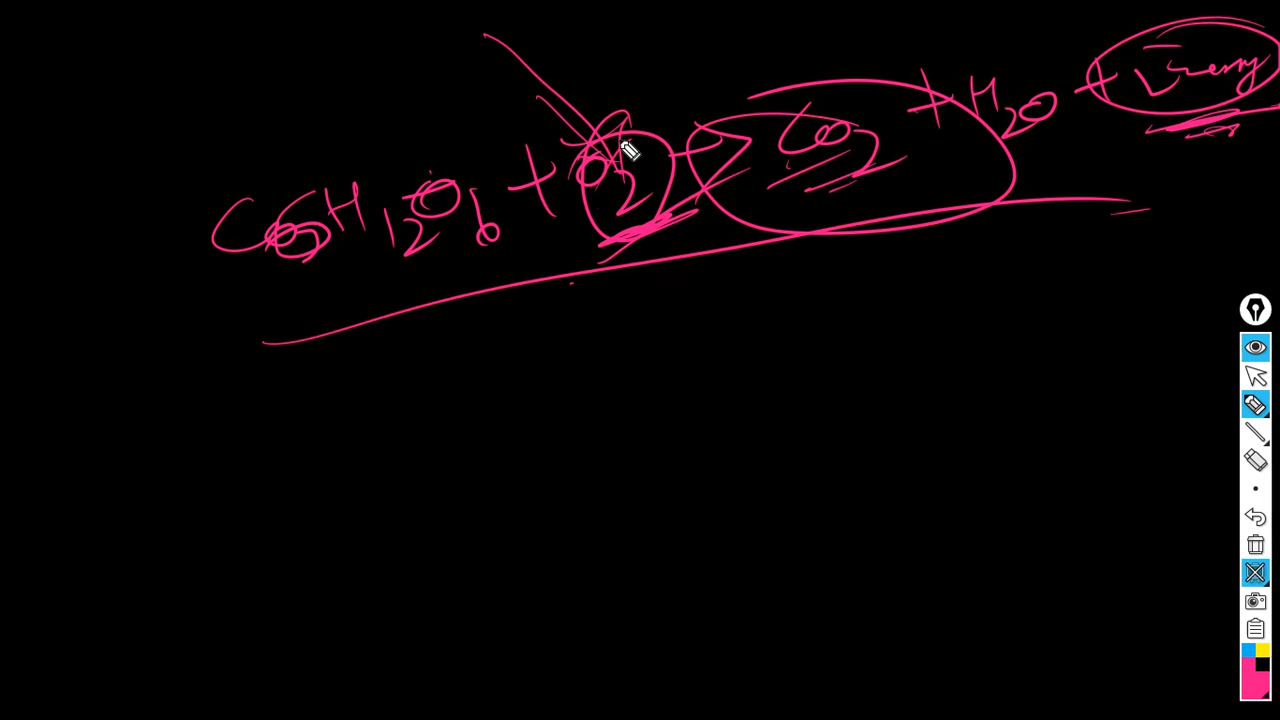 C6H12O6 + O2 → CO2 + H2O + Energy